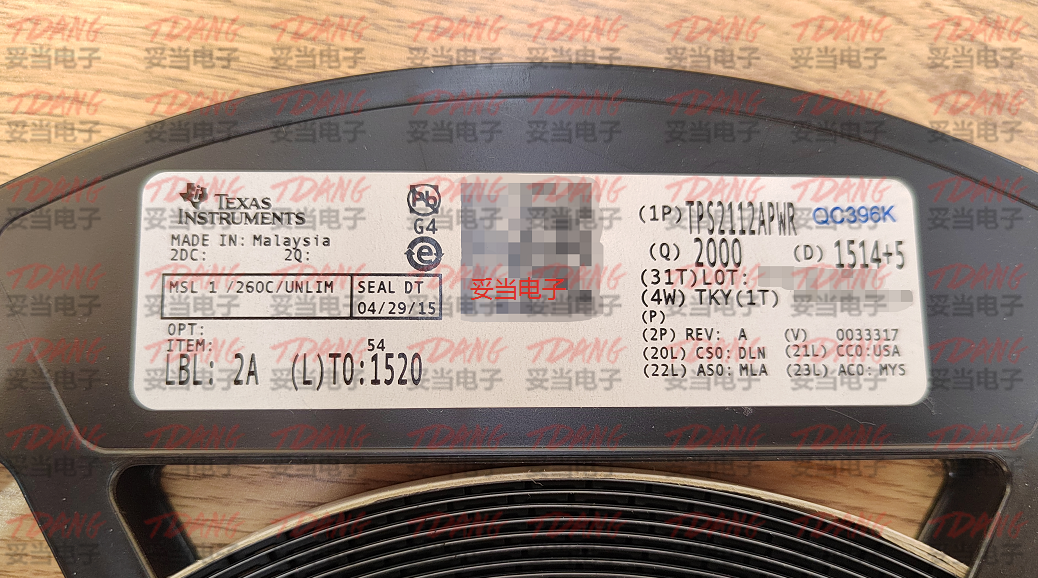 TEXAS
INSTRUMENTS
MADE IN: Malaysia
2DC: 2Q:
MSL 1 /260C/UNLIM
SEAL DT
04/29/15
OPT:
ITEM: 54
LBL: 2A (L)TO:1520
Pb
G4
e
妥当电子
(1P)TPS2112APWR QC396K
(Q) 2000 (D) 1514+5
(31T)LOT:
(4W) TKY(1T)
(P)
(2P) REV: A (V) 0033317
(20L) CSO: DLN (21L) CCO:USA
(22L) ASO: MLA (23L) ACO: MYS
TDANG
妥当电子